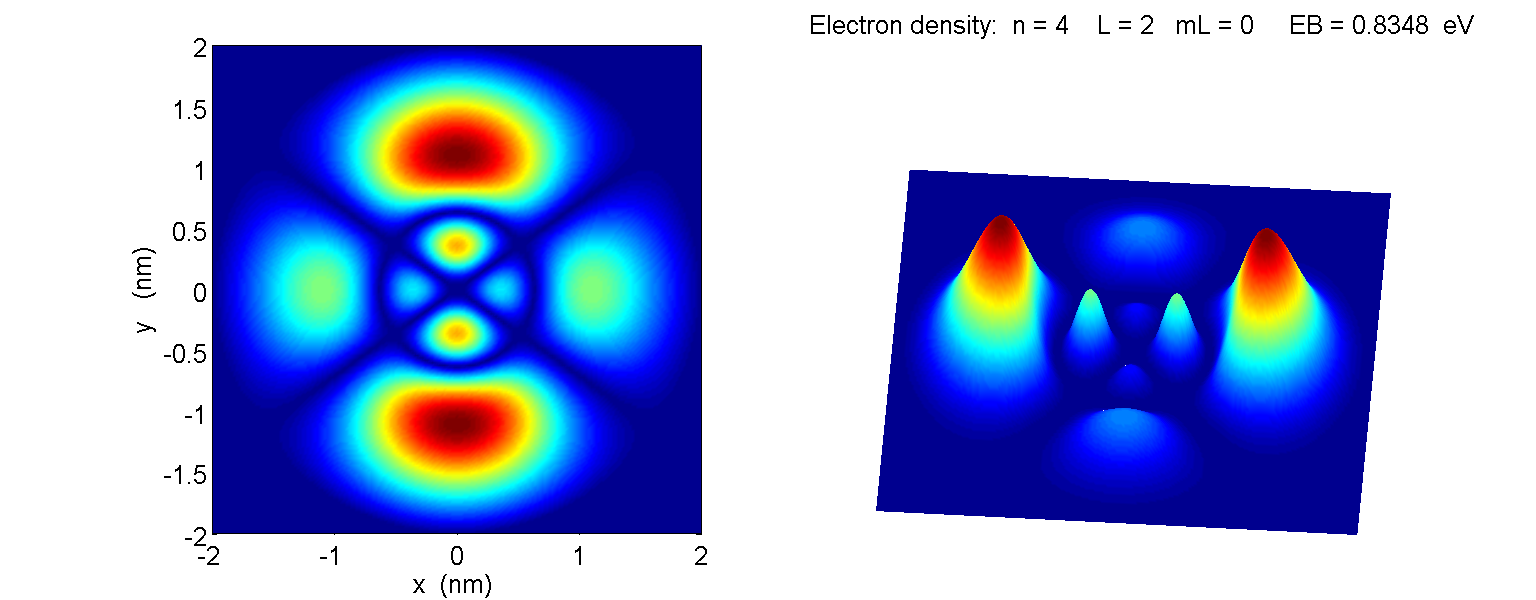 Electron density: n = 4 L = 2 mL = 0 EB = 0.8348 eV
2
1.5
1
0.5
0
-0.5
-1
-1.5
-2
y (nm)
-2 -1 0 1 2
x (nm)